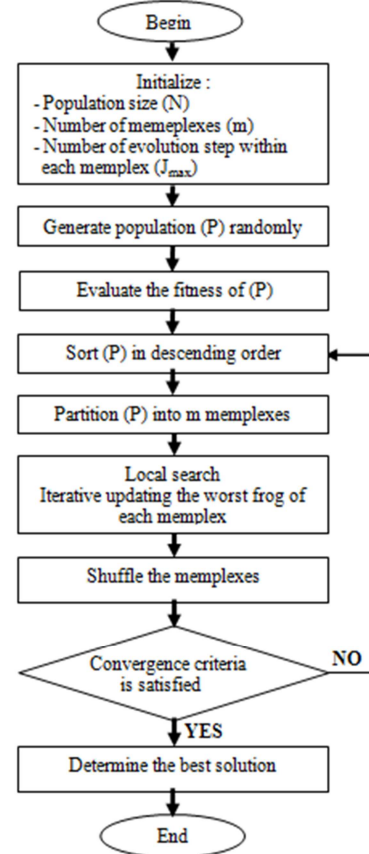 Begin
Initialize :
- Population size (N)
- Number of memeplexes (m)
- Number of evolution step within
each memplex (Jmax)
Generate population (P) randomly
Evaluate the fitness of (P)
Sort (P) in descending order
Partition (P) into m memplexes
Local search
Iterative updating the worst frog of
each memplex
Shuffle the memplexes
Convergence criteria
is satisfied
NO
YES
Determine the best solution
End